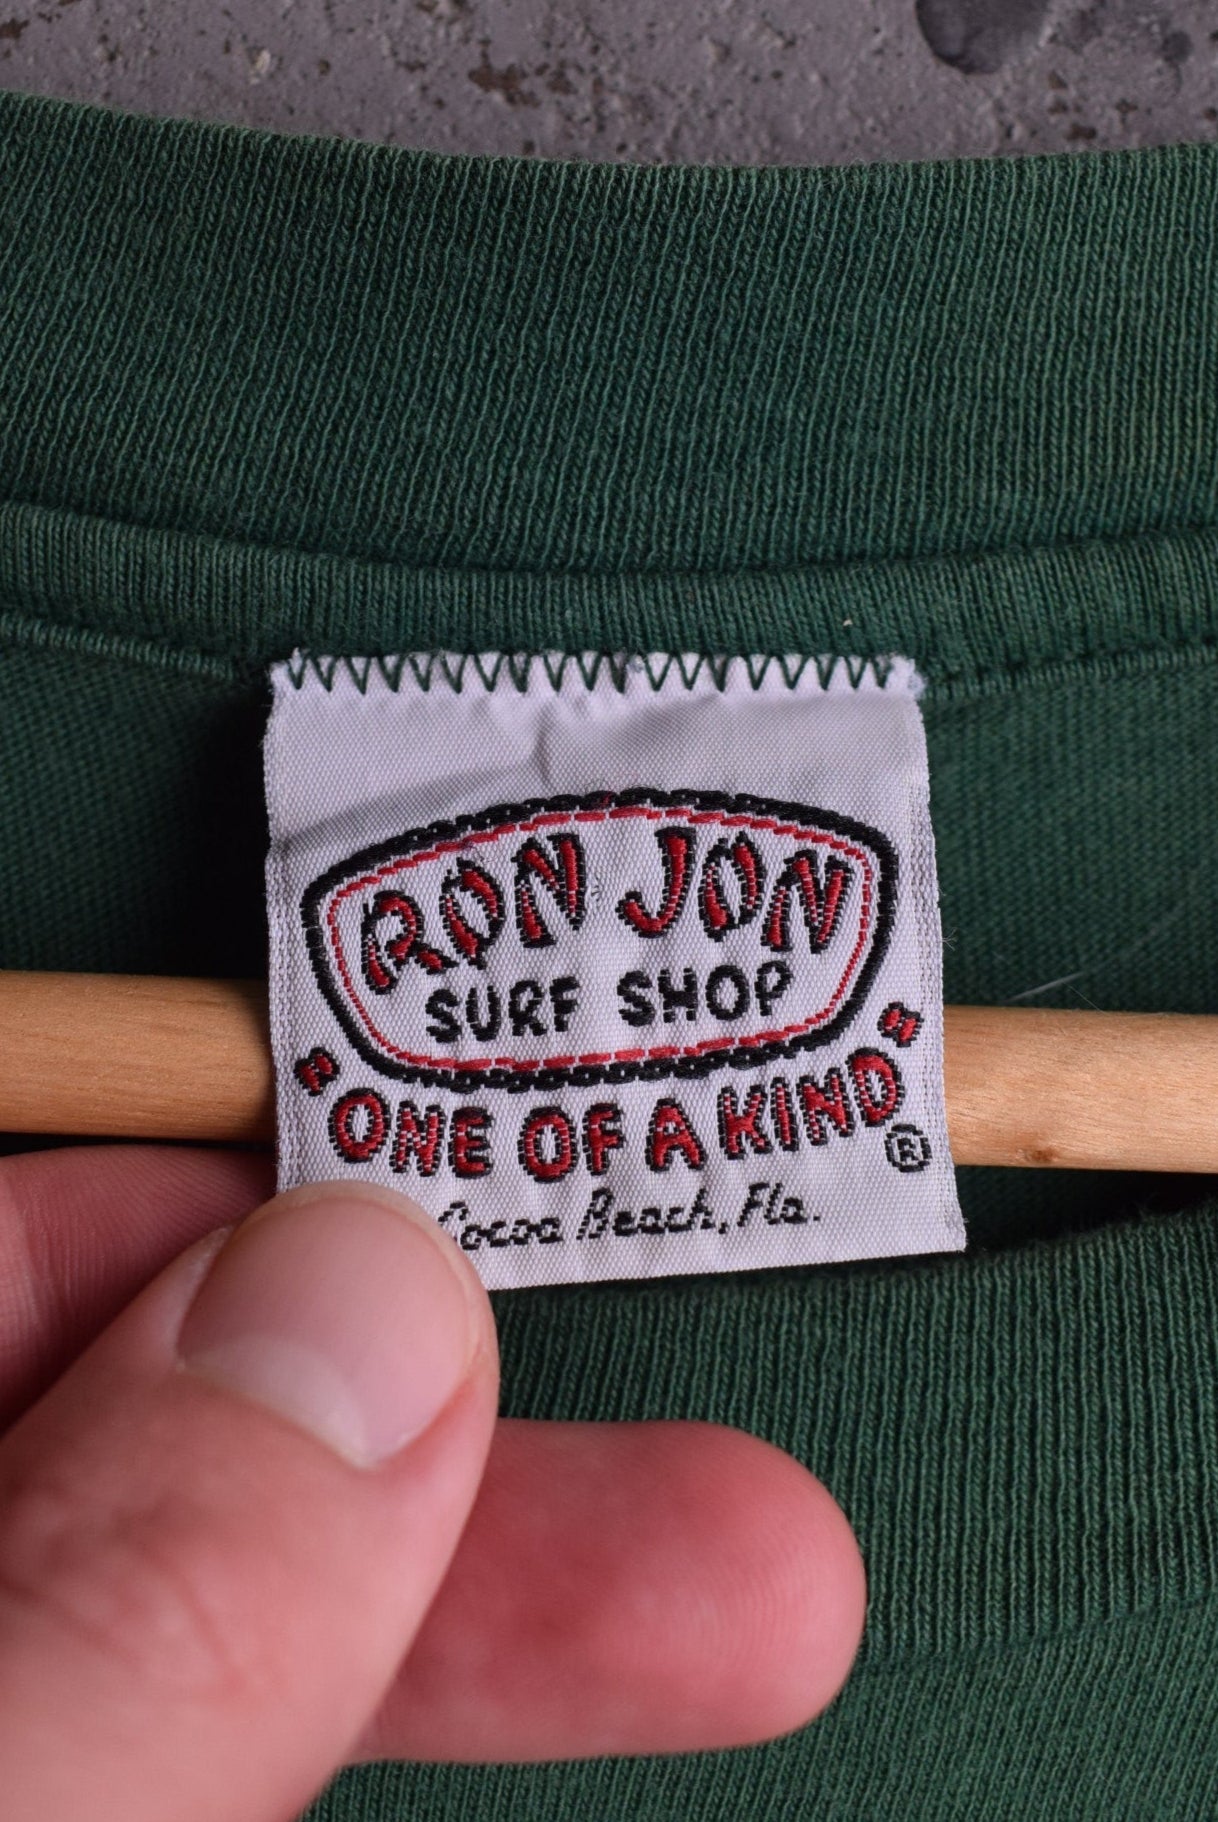 RON JON
SURF SHOP
"ONE OF A KIND"
®
Cocoa Beach, Fla.